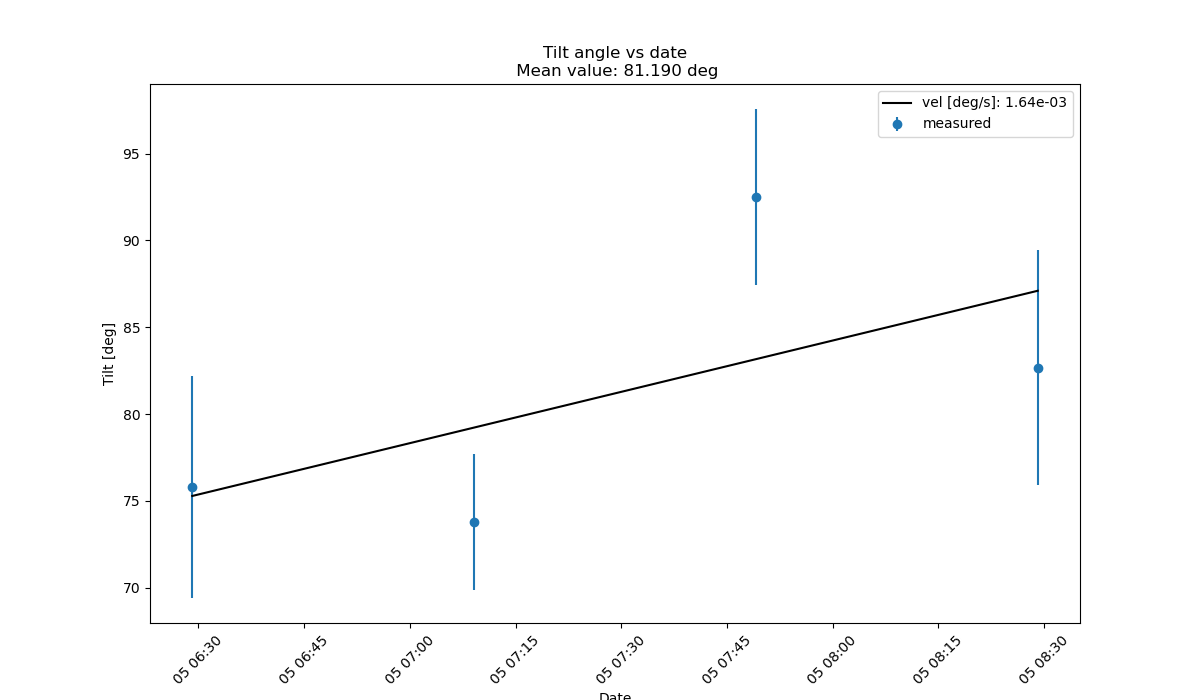 Tilt angle vs date
Mean value: 81.190 deg
vel [deg/s]: 1.64e-03
measured
Tilt [deg]
95
90
85
80
75
70
05 06:30
05 06:45
05 07:00
05 07:15
05 07:30
05 07:45
05 08:00
05 08:15
05 08:30
Date